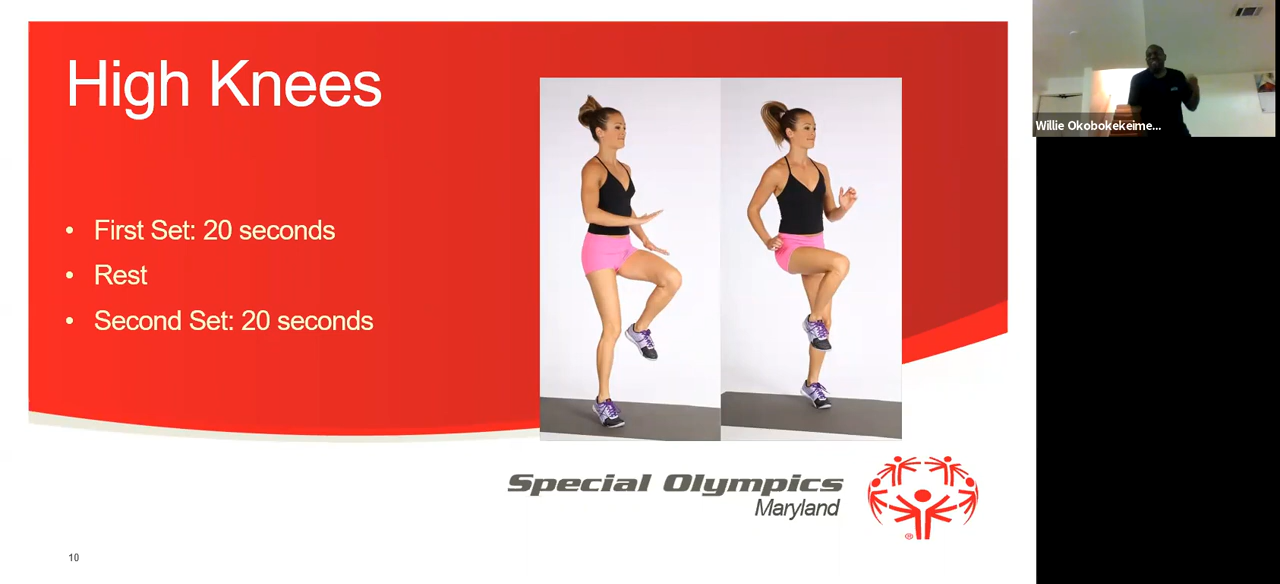 High Knees
• First Set: 20 seconds
• Rest
• Second Set: 20 seconds
Special Olympics
Maryland
®
10
Willie Okobokekeime...